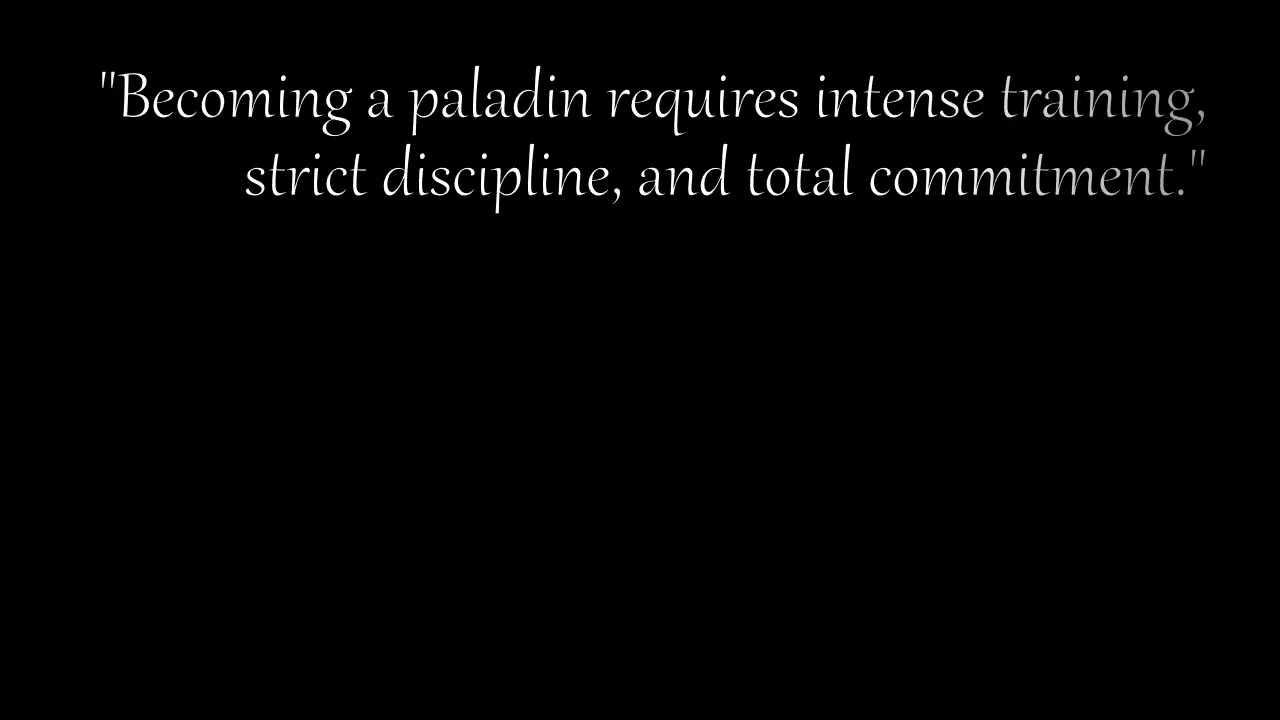 "Becoming a paladin requires intense training,
strict discipline, and total commitment."